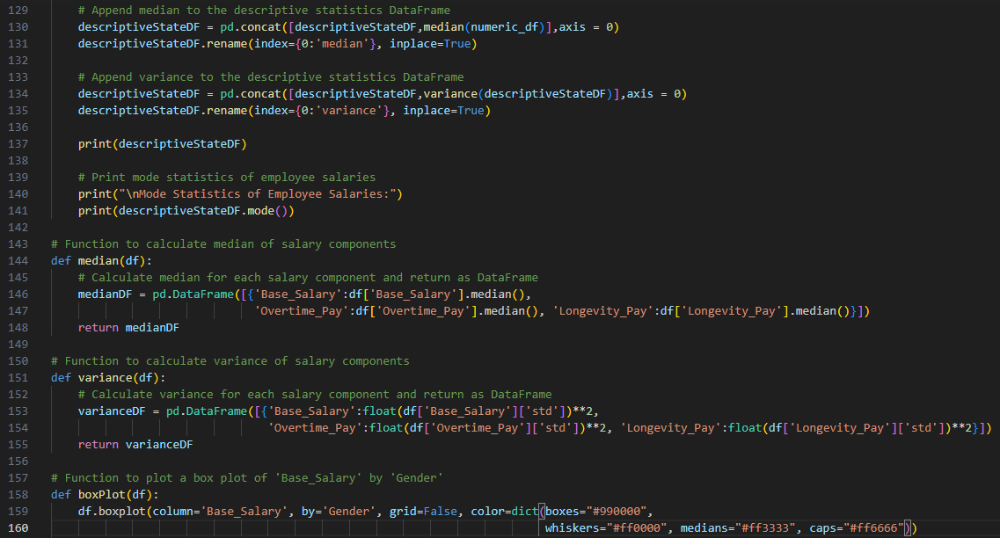 129 # Append median to the descriptive statistics DataFrame
130 descriptiveStateDF = pd.concat([descriptiveStateDF,median(numeric_df)],axis = 0)
131 descriptiveStateDF.rename(index={0:'median'}, inplace=True)
132
133 # Append variance to the descriptive statistics DataFrame
134 descriptiveStateDF = pd.concat([descriptiveStateDF,variance(descriptiveStateDF)],axis = 0)
135 descriptiveStateDF.rename(index={0:'variance'}, inplace=True)
136
137 print(descriptiveStateDF)
138
139 # Print mode statistics of employee salaries
140 print("\nMode Statistics of Employee Salaries:")
141 print(descriptiveStateDF.mode())
142
143 # Function to calculate median of salary components
144 def median(df):
145 # Calculate median for each salary component and return as DataFrame
146 medianDF = pd.DataFrame([{'Base_Salary':df['Base_Salary'].median(),
147 'Overtime_Pay':df['Overtime_Pay'].median(), 'Longevity_Pay':df['Longevity_Pay'].median()}])
148 return medianDF
149
150 # Function to calculate variance of salary components
151 def variance(df):
152 # Calculate variance for each salary component and return as DataFrame
153 varianceDF = pd.DataFrame([{'Base_Salary':float(df['Base_Salary']['std'])**2,
154 'Overtime_Pay':float(df['Overtime_Pay']['std'])**2, 'Longevity_Pay':float(df['Longevity_Pay']['std'])**2}])
155 return varianceDF
156
157 # Function to plot a box plot of 'Base_Salary' by 'Gender'
158 def boxPlot(df):
159 df.boxplot(column='Base_Salary', by='Gender', grid=False, color=dict(boxes="#990000",
160 whiskers="#ff0000", medians="#ff3333", caps="#ff6666"))